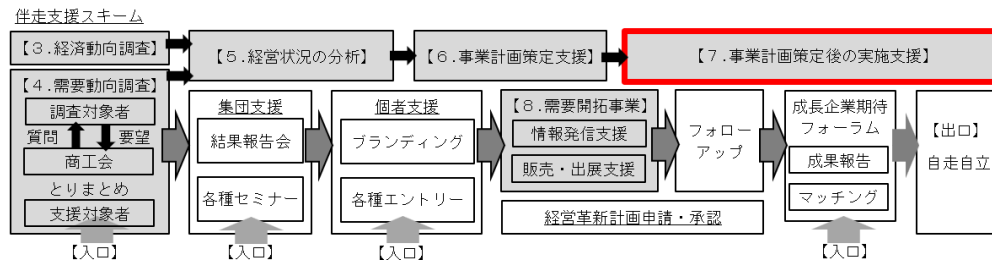 伴走支援スキーム
【3.経済動向調査】
【5.経営状況の分析】
【6.事業計画策定支援】
【7.事業計画策定後の実施支援】
【4.需要動向調査】
調査対象者
質問
要望
商工会
とりまとめ
支援対象者
【入口】
集団支援
結果報告会
各種セミナー
【入口】
個者支援
ブランディング
各種エントリー
【入口】
【8.需要開拓事業】
情報発信支援
販売・出展支援
フォロー
アップ
経営革新計画申請・承認
成長企業期待
フォーラム
成果報告
マッチング
【入口】
【出口】
自走自立